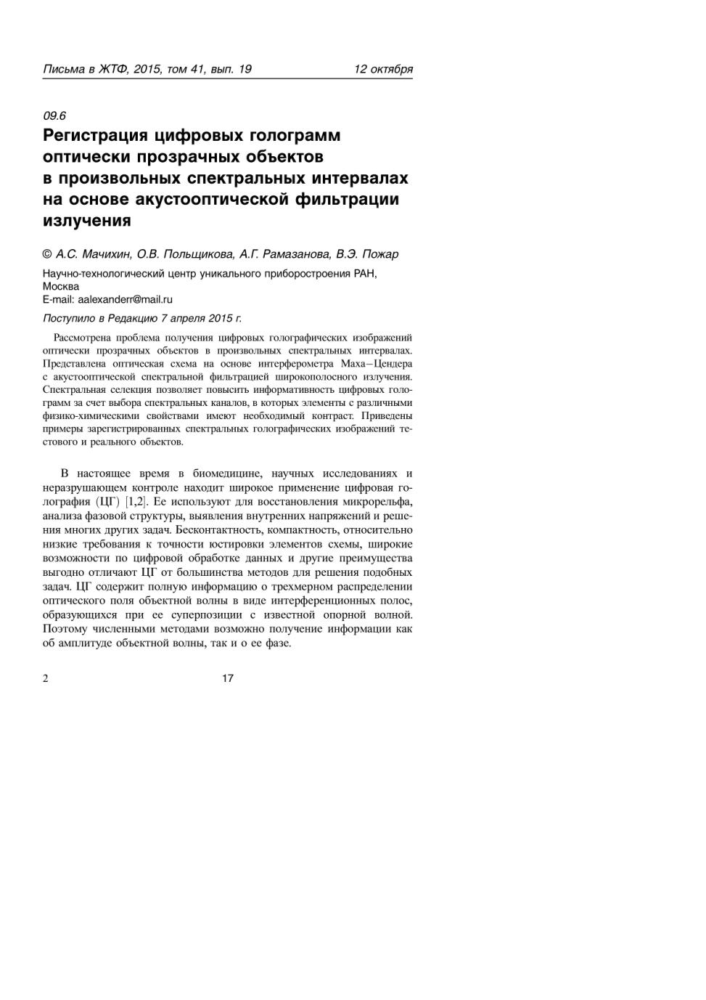 Письма в ЖТФ, 2015, том 41, вып. 19 12 октября
09.6
Регистрация цифровых голограмм
оптически прозрачных объектов
в произвольных спектральных интервалах
на основе акустооптической фильтрации
излучения
© А.С. Мачихин, О.В. Польщикова, А.Г. Рамазанова, В.Э. Пожар
Научно-технологический центр уникального приборостроения РАН,
Москва
E-mail: aalexanderr@mail.ru
Поступило в Редакцию 7 апреля 2015 г.
Рассмотрена проблема получения цифровых голографических изображений
оптически прозрачных объектов в произвольных спектральных интервалах.
Представлена оптическая схема на основе интерферометра Маха−Цендера
с акустооптической спектральной фильтрацией широкополосного излучения.
Спектральная селекция позволяет повысить информативность цифровых голо-
грамм за счет выбора спектральных каналов, в которых элементы с различными
физико-химическими свойствами имеют необходимый контраст. Приведены
примеры зарегистрированных спектральных голографических изображений те-
стового и реального объектов.
В настоящее время в биомедицине, научных исследованиях и
неразрушающем контроле находит широкое применение цифровая го-
лография (ЦГ) [1,2]. Ее используют для восстановления микрорельфа,
анализа фазовой структуры, выявления внутренних напряжений и реше-
ния многих других задач. Бесконтактность, компактность, относительно
низкие требования к точности юстировки элементов схемы, широкие
возможности по цифровой обработке данных и другие преимущества
выгодно отличают ЦГ от большинства методов для решения подобных
задач. ЦГ содержит полную информацию о трехмерном распределении
оптического поля объектной волны в виде интерференционных полос,
образующихся при ее суперпозиции с известной опорной волной.
Поэтому численными методами возможно получение информации как
об амплитуде объектной волны, так и о ее фазе.
2 17